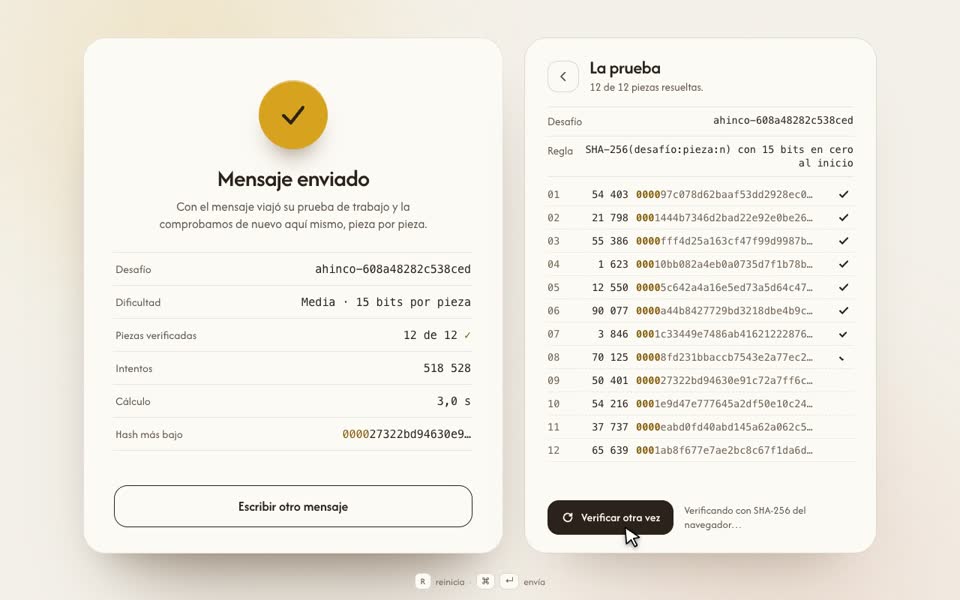 Mensaje enviado
Con el mensaje viajó su prueba de trabajo y la
comprobamos de nuevo aquí mismo, pieza por pieza.
Desafío ahinco-608a48282c538ced
Dificultad Media · 15 bits por pieza
Piezas verificadas 12 de 12 ✓
Intentos 518 528
Cálculo 3,0 s
Hash más bajo 000027322bd94630e9…
Escribir otro mensaje
La prueba
12 de 12 piezas resueltas.
Desafío ahinco-608a48282c538ced
Regla SHA-256(desafío:pieza:n) con 15 bits en cero
al inicio
01 54 403 000097c078d62baaf53dd2928ec0…
02 21 798 0001444b7346d2bad22e92e0be26…
03 55 386 0000fff4d25a163cf47f99d9987b…
04 1 623 00010bb082a4eb0a0735d7f1b78b…
05 12 550 00005c642a4a16e5ed73a5d64c47…
06 90 077 0000a44b8427729bd3218dbe4b9c…
07 3 846 0001c33449e7486ab41621222876…
08 70 125 00008fd231bbaccb7543e2a77ec2…
09 50 401 000027322bd94630e91c72a7ff6c…
10 54 216 0001e9d47e777645a2df50e10c24…
11 37 737 0000eabd0fd40abd145a62a062c5…
12 65 639 0001ab8f677e7ae2bc8c67f1da6d…
Verificar otra vez
Verificando con SHA-256 del
navegador…
R reinicia · ⌘ ↵ envía